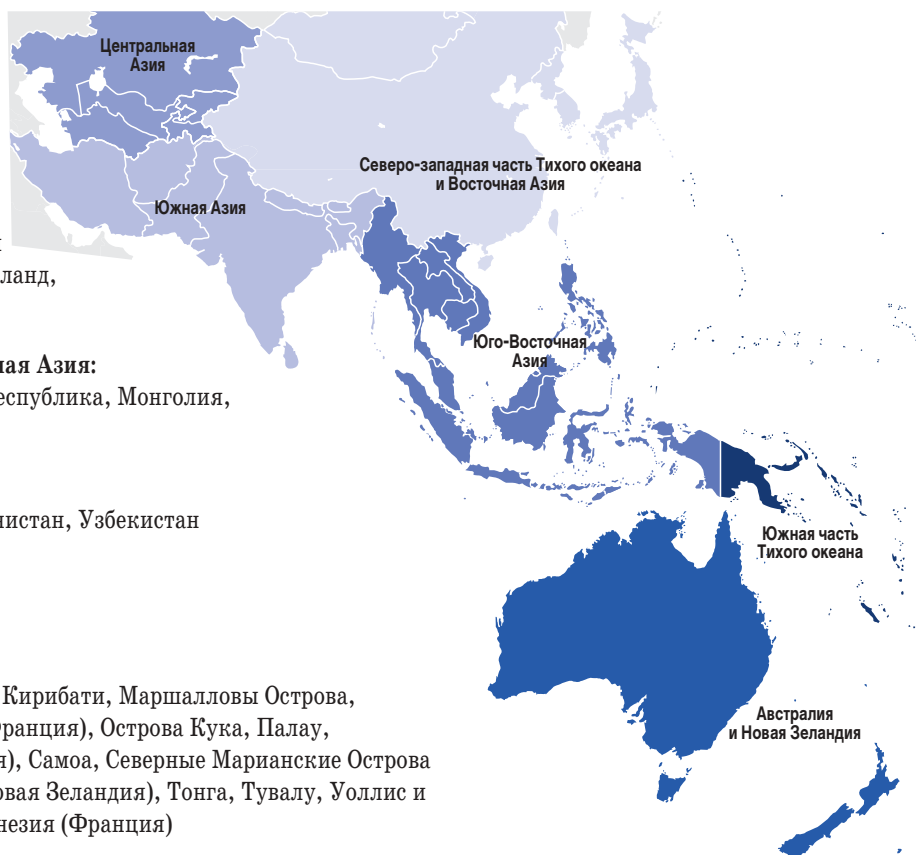 Центральная
Азия
Северо-западная часть Тихого океана
и Восточная Азия
Южная Азия
ланд,
Юго-Восточная
Азия
ная Азия:
еспублика, Монголия,
нистан, Узбекистан
Южная часть
Тихого океана
Кирибати, Маршалловы Острова,
ранция), Острова Кука, Палау,
я), Самоа, Северные Марианские Острова
овая Зеландия), Тонга, Тувалу, Уоллис и
незия (Франция)
Австралия
и Новая Зеландия